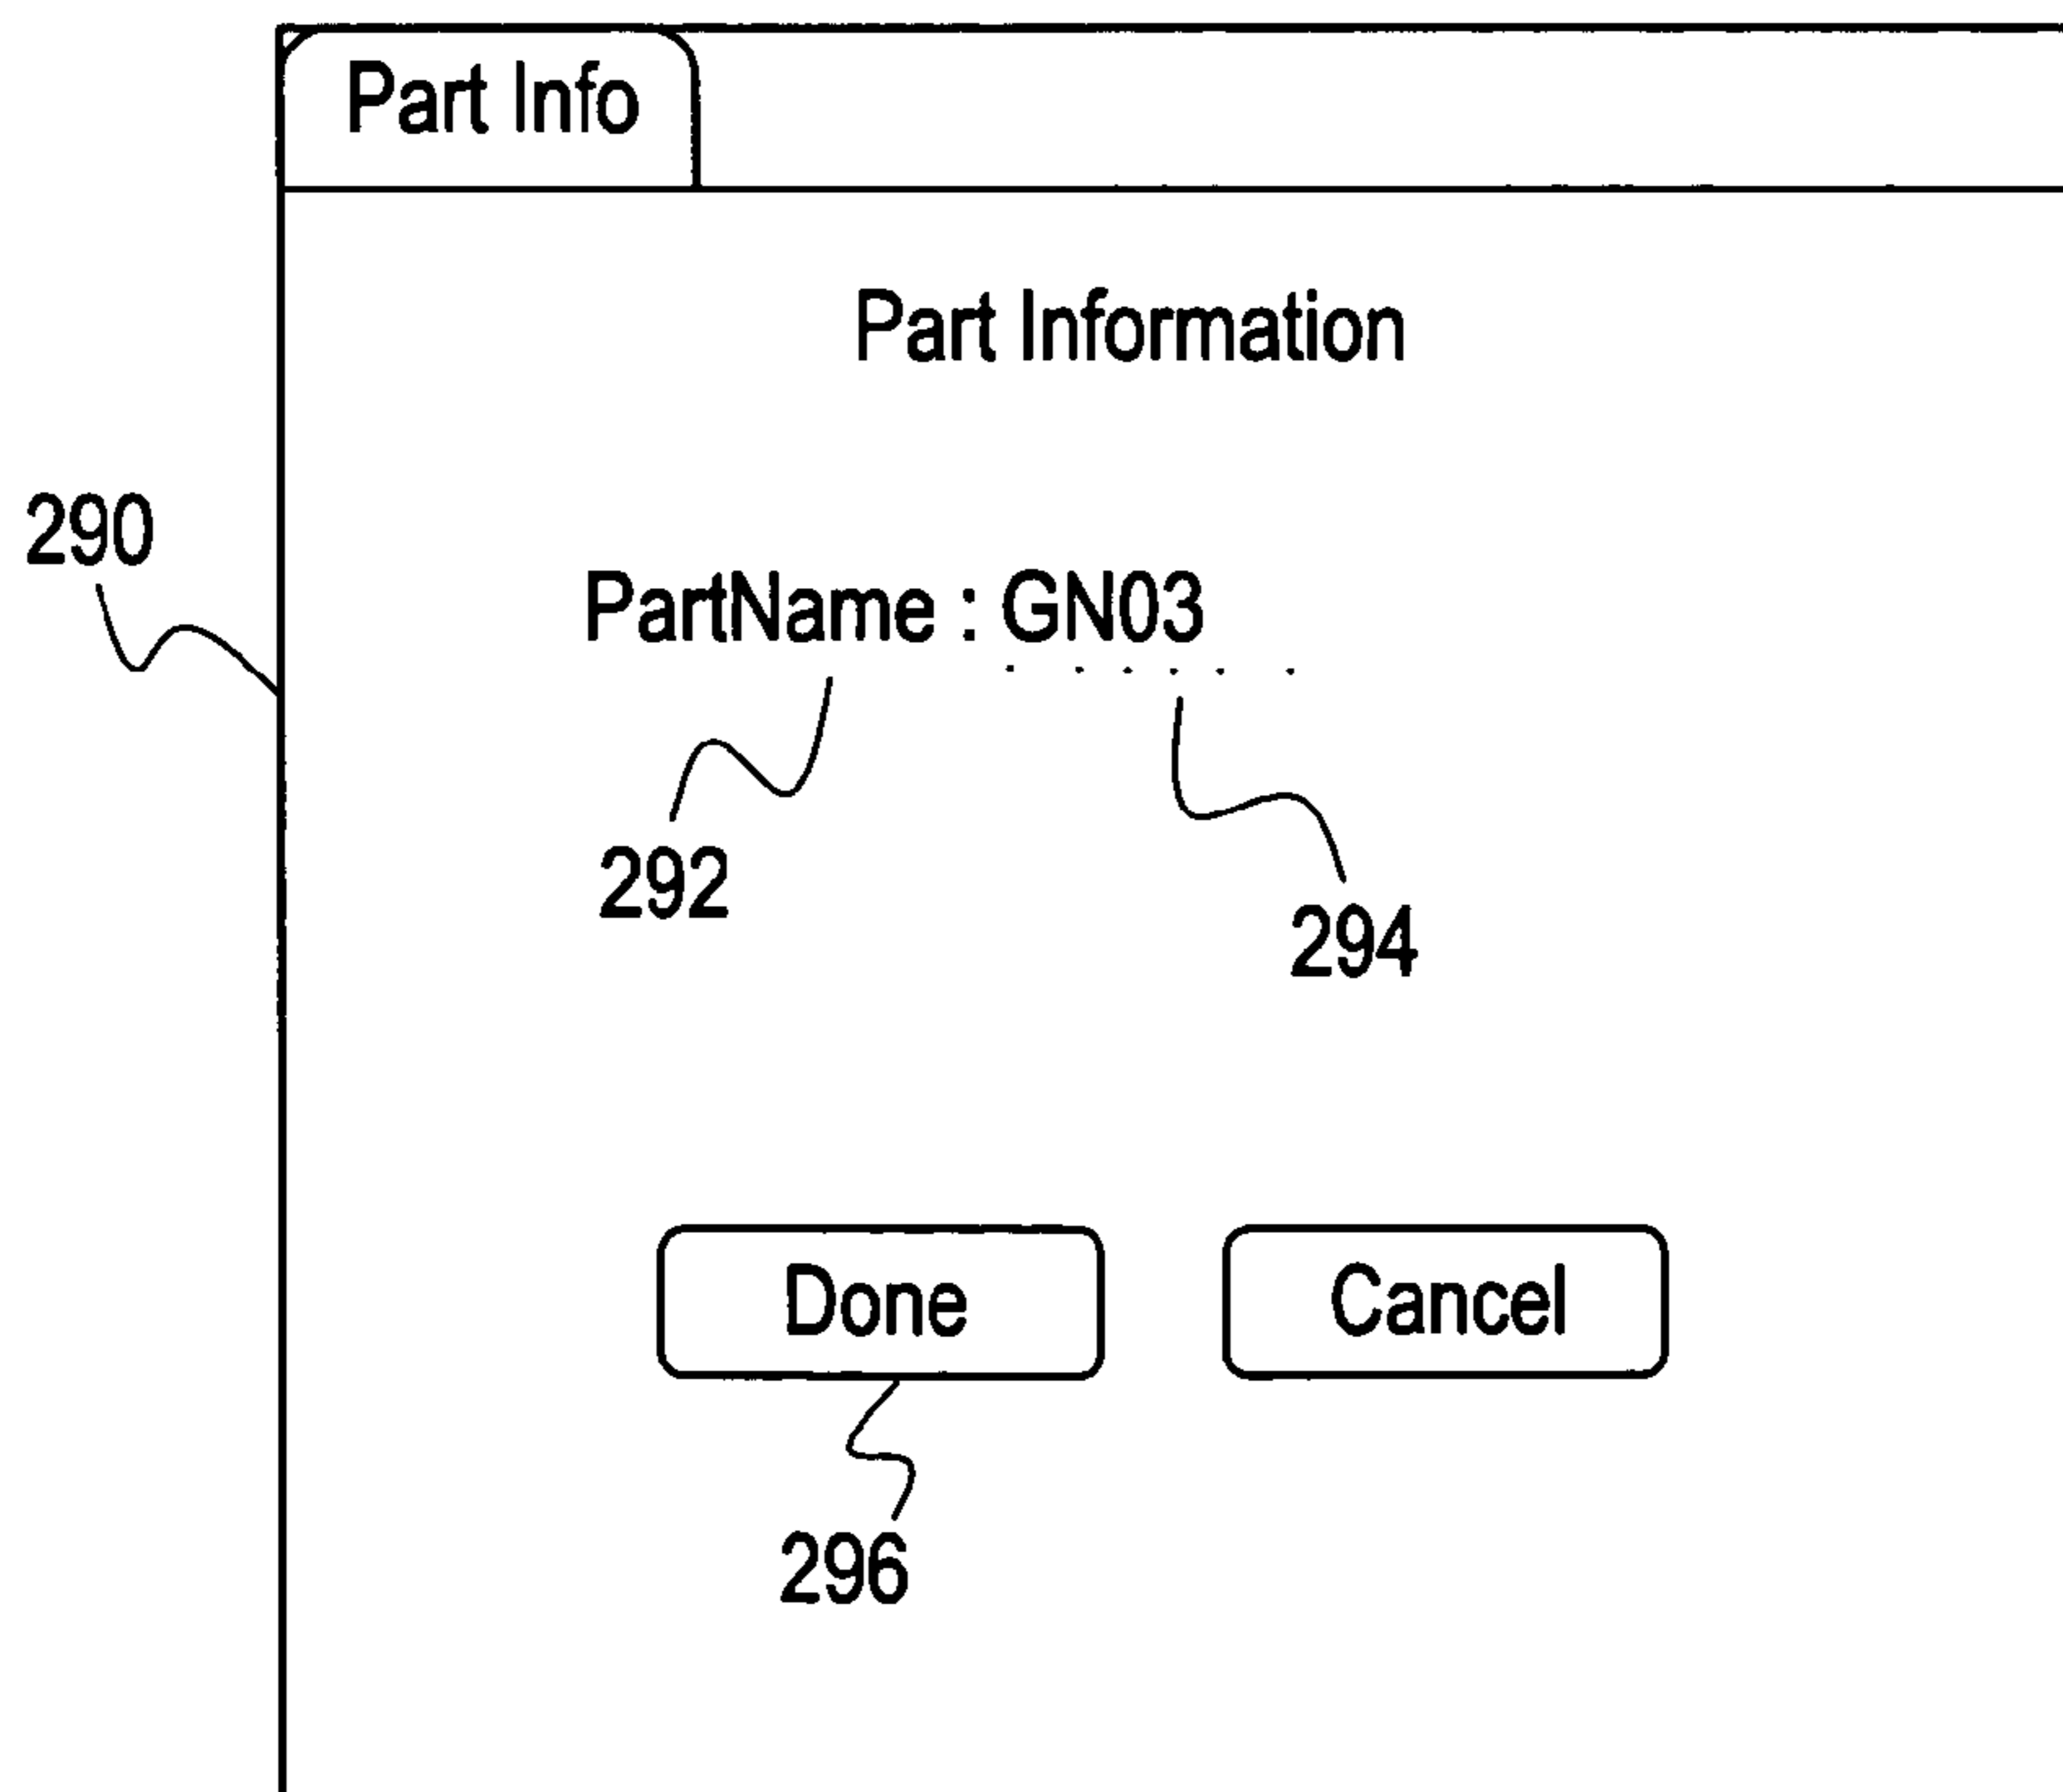 Part Info
Part Information
290
PartName : GN03
292
294
Done
Cancel
296